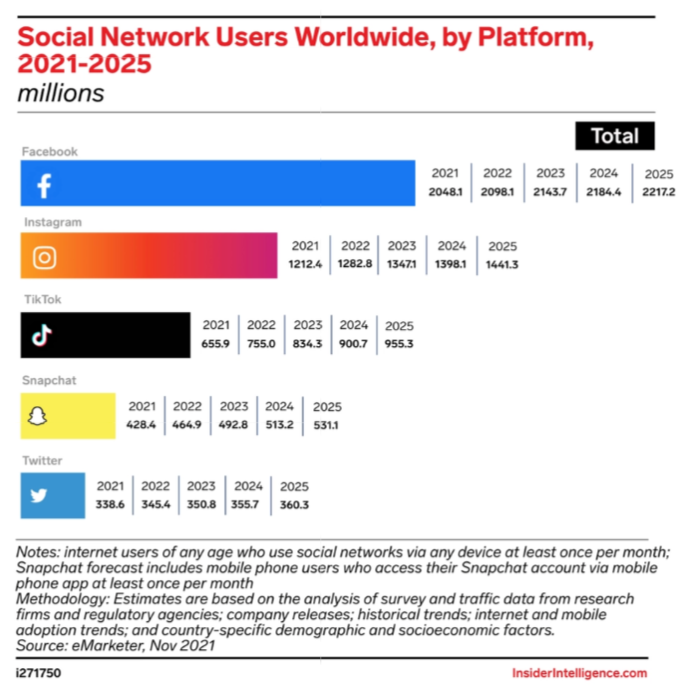 Social Network Users Worldwide, by Platform,
2021-2025
millions
Total
Facebook
2021 2022 2023 2024 2025
2048.1 2098.1 2143.7 2184.4 2217.2
Instagram
2021 2022 2023 2024 2025
1212.4 1282.8 1347.1 1398.1 1441.3
TikTok
2021 2022 2023 2024 2025
655.9 755.0 834.3 900.7 955.3
Snapchat
2021 2022 2023 2024 2025
428.4 464.9 492.8 513.2 531.1
Twitter
2021 2022 2023 2024 2025
338.6 345.4 350.8 355.7 360.3
Notes: internet users of any age who use social networks via any device at least once per month;
Snapchat forecast includes mobile phone users who access their Snapchat account via mobile
phone app at least once per month
Methodology: Estimates are based on the analysis of survey and traffic data from research
firms and regulatory agencies; company releases; historical trends; internet and mobile
adoption trends; and country-specific demographic and socioeconomic factors.
Source: eMarketer, Nov 2021
i271750 InsiderIntelligence.com